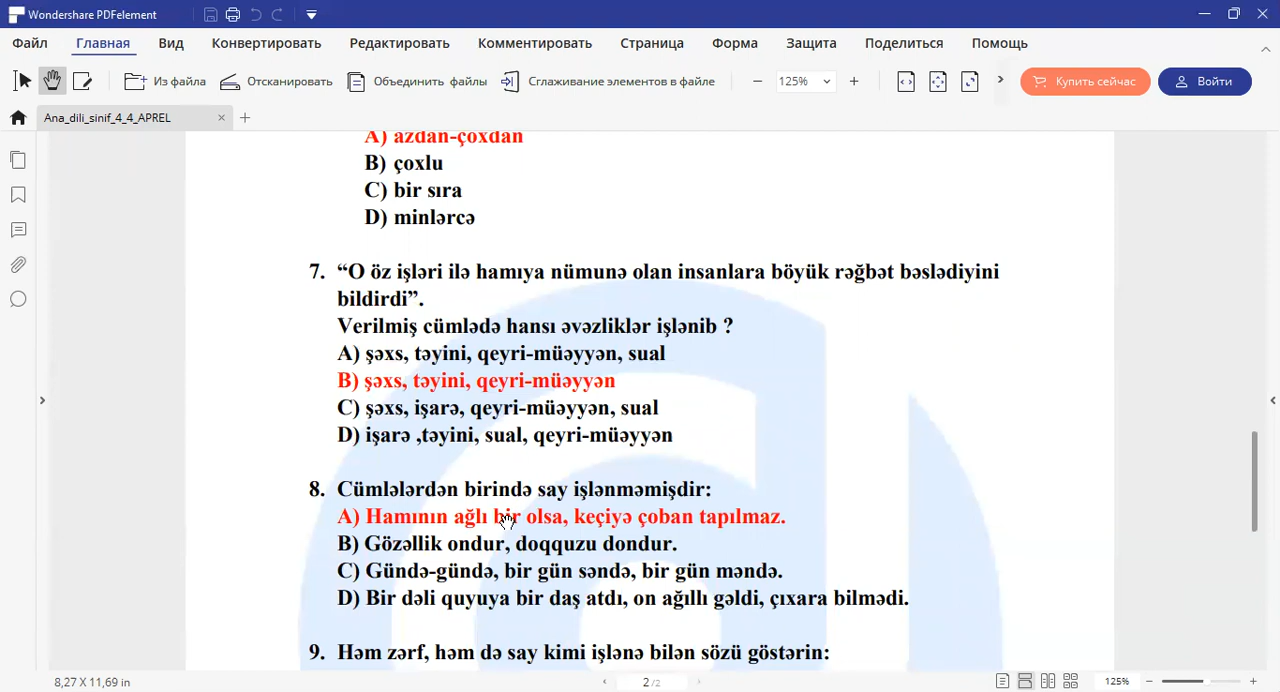 Wondershare PDFelement
Файл Главная Вид Конвертировать Редактировать Комментировать Страница Форма Защита Поделиться Помощь
Из файла Отсканировать Объединить файлы Сглаживание элементов в файле 125% Купить сейчас Войти
Ana_dili_sinif_4_4_APREL
A) azdan-çoxdan
B) çoxlu
C) bir sıra
D) minlərcə
7. “O öz işləri ilə hamıya nümunə olan insanlara böyük rəğbət bəslədiyini
bildirdi”.
Verilmiş cümlədə hansı əvəzliklər işlənib ?
A) şəxs, təyini, qeyri-müəyyən, sual
B) şəxs, təyini, qeyri-müəyyən
C) şəxs, işarə, qeyri-müəyyən, sual
D) işarə ,təyini, sual, qeyri-müəyyən
8. Cümlələrdən birində say işlənməmişdir:
A) Hamının ağlı bir olsa, keçiyə çoban tapılmaz.
B) Gözəllik ondur, doqquzu dondur.
C) Gündə-gündə, bir gün səndə, bir gün məndə.
D) Bir dəli quyuya bir daş atdı, on ağıllı gəldi, çıxara bilmədi.
9. Həm zərf, həm də say kimi işlənə bilən sözü göstərin:
8,27 X 11,69 in 2 /2 125%